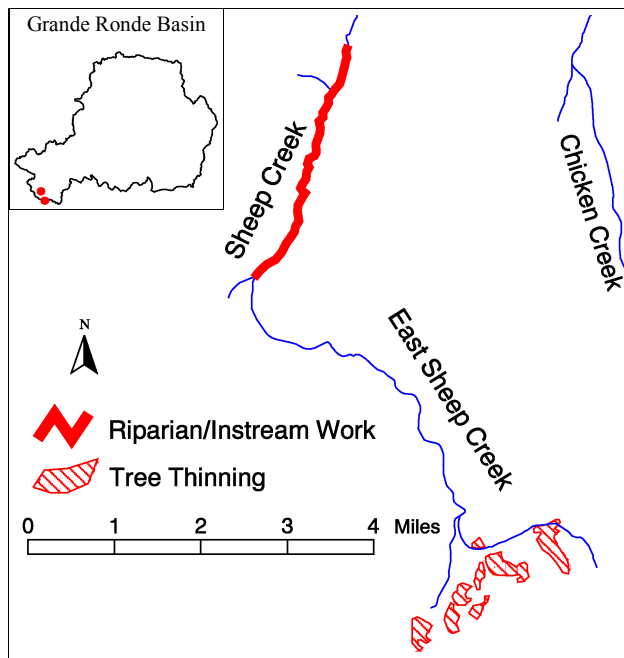 Grande Ronde Basin
Sheep Creek
Chicken Creek
East Sheep Creek
N
Riparian/Instream Work
Tree Thinning
0 1 2 3 4 Miles